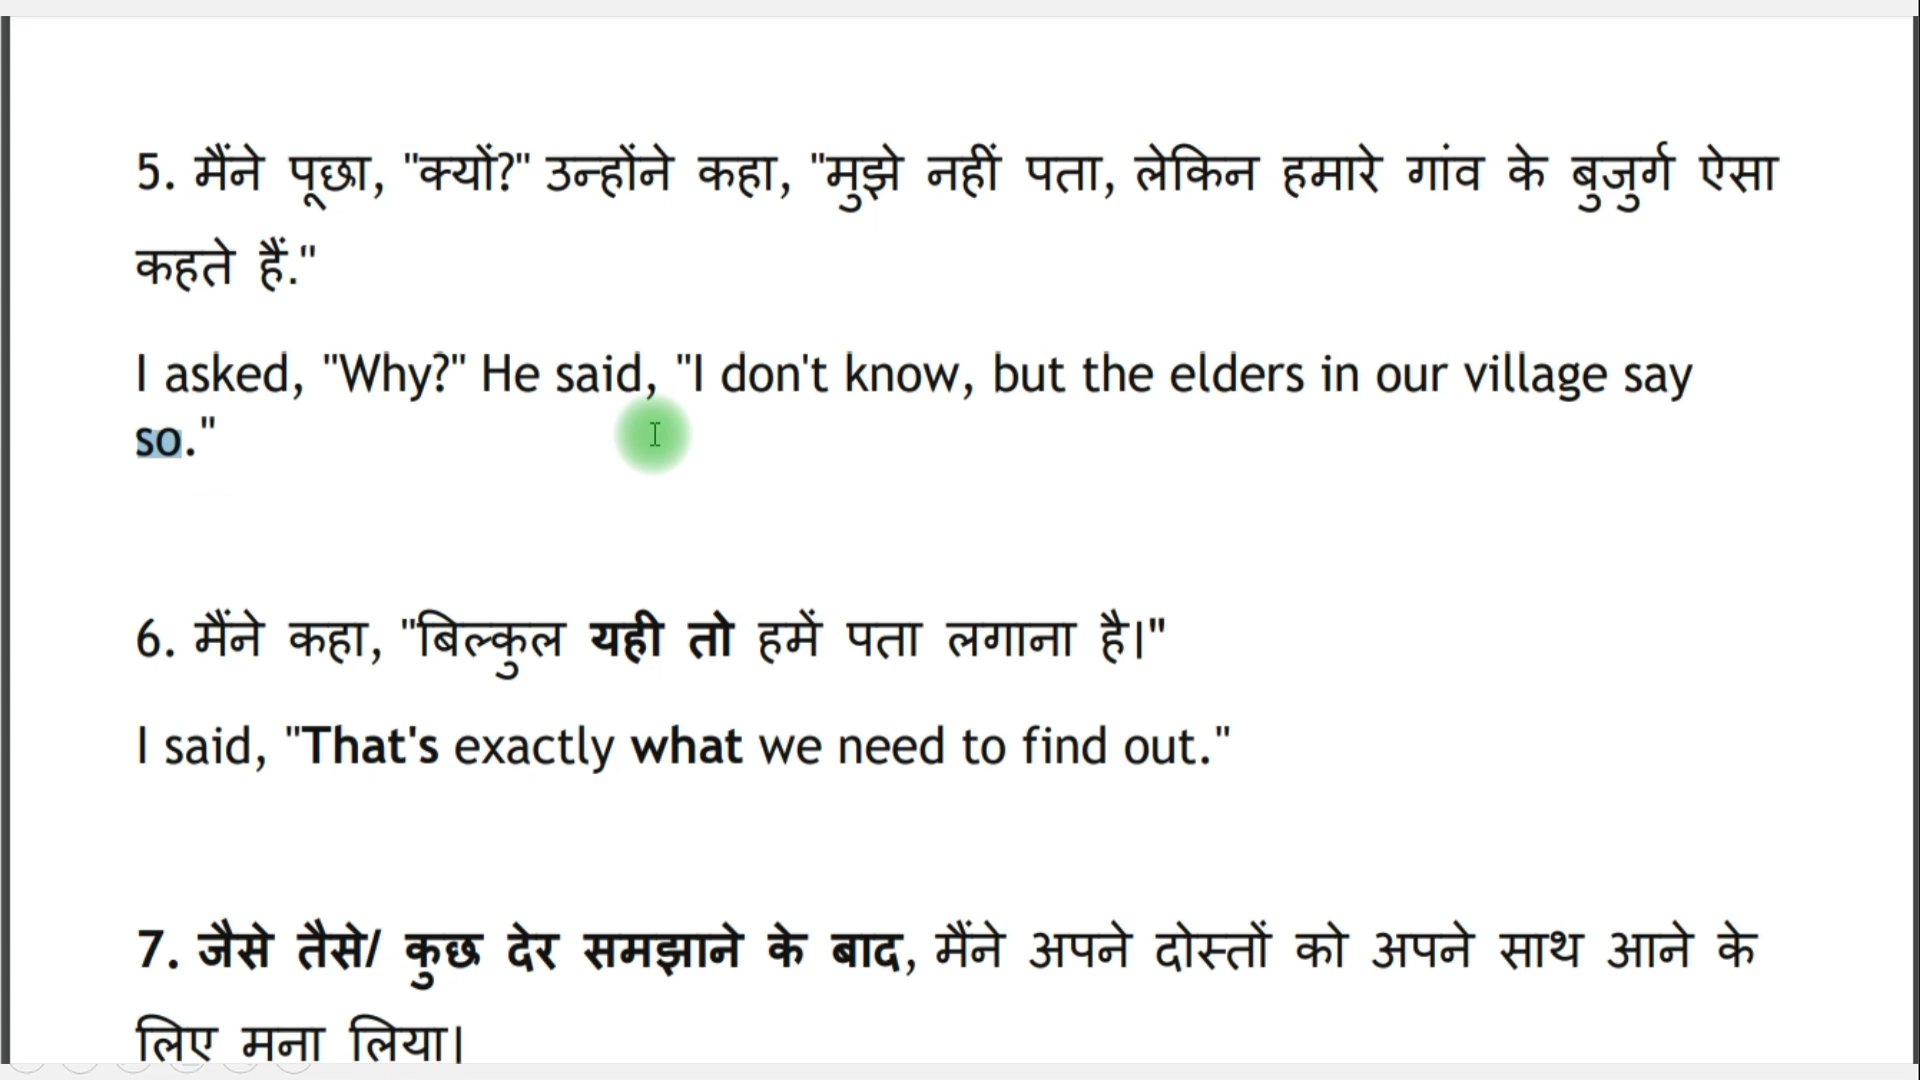 5. मैंने पूछा, "क्यों?" उन्होंने कहा, "मुझे नहीं पता, लेकिन हमारे गांव के बुजुर्ग ऐसा
कहते हैं."
I asked, "Why?" He said, "I don't know, but the elders in our village say
so."
6. मैंने कहा, "बिल्कुल यही तो हमें पता लगाना है।"
I said, "That's exactly what we need to find out."
7. जैसे तैसे/ कुछ देर समझाने के बाद, मैंने अपने दोस्तों को अपने साथ आने के
लिए मना लिया।